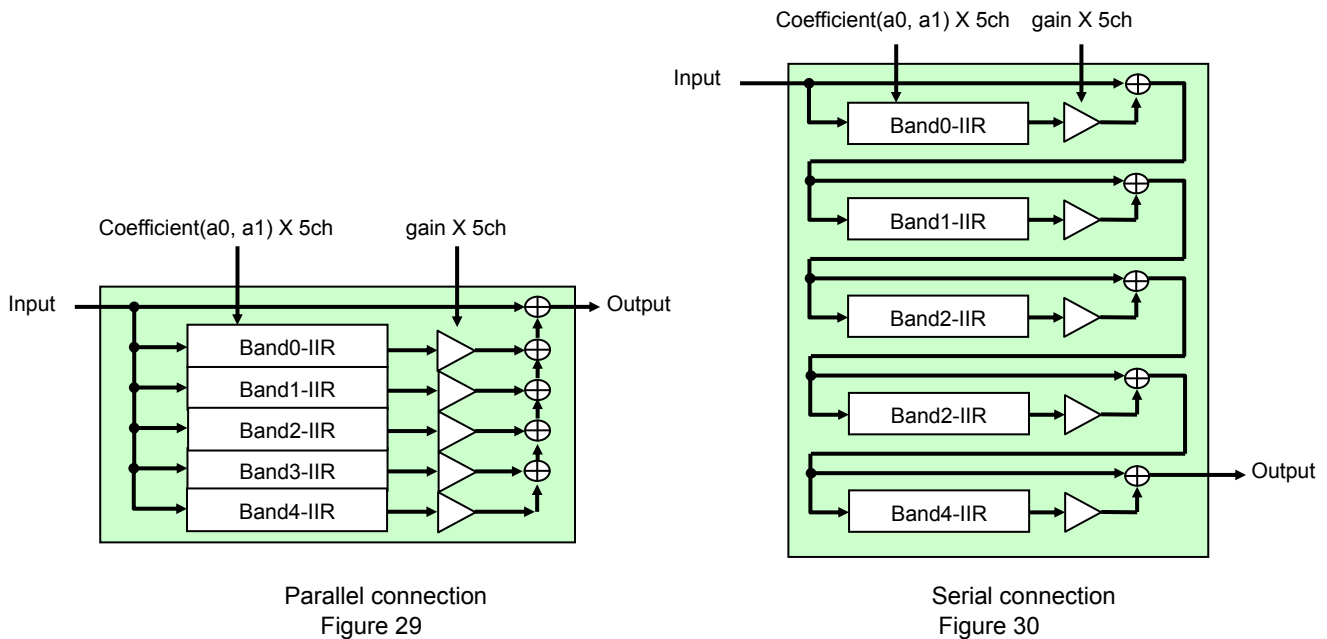 Coefficient(a0, a1) X 5ch gain X 5ch
Input
Band0-IIR
Band1-IIR
Band2-IIR
Band3-IIR
Band4-IIR
Output
Parallel connection
Figure 29
Coefficient(a0, a1) X 5ch gain X 5ch
Input
Band0-IIR
Band1-IIR
Band2-IIR
Band2-IIR
Band4-IIR
Output
Serial connection
Figure 30